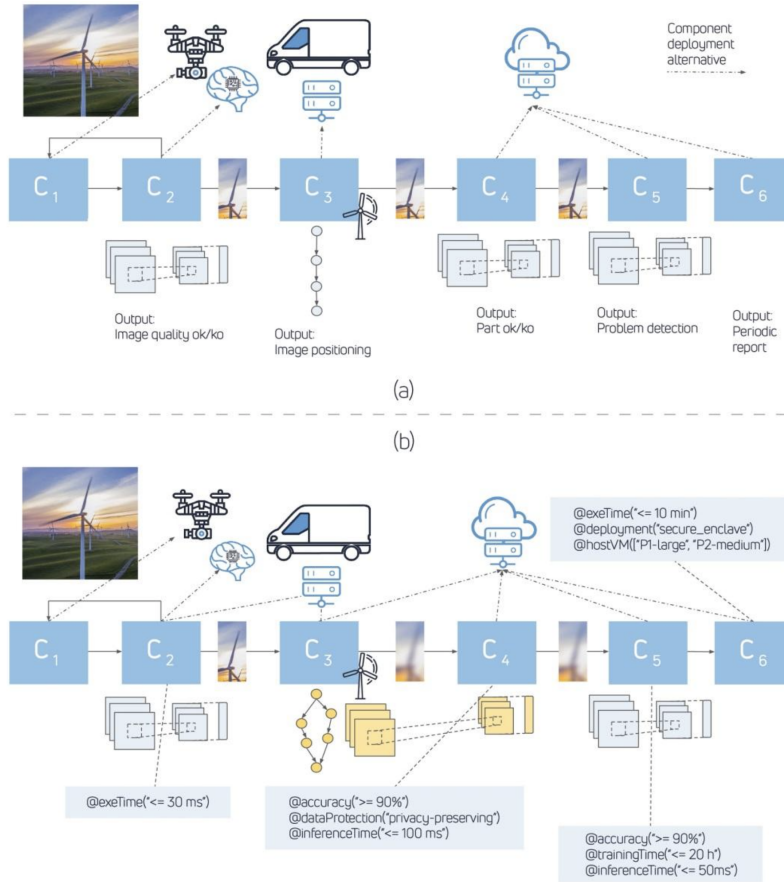 Component
deployment
alternative
C1
C2
C3
C4
C5
C6
Output:
Image quality ok/ko
Output:
Image positioning
Output:
Part ok/ko
Output:
Problem detection
Output:
Periodic
report
(a)
(b)
@exeTime("<= 10 min")
@deployment("secure_enclave")
@hostVM(["P1-large", "P2-medium"])
C1
C2
C3
C4
C5
C6
@exeTime("<= 30 ms")
@accuracy(">= 90%")
@dataProtection("privacy-preserving")
@inferenceTime("<= 100 ms")
@accuracy(">= 90%")
@trainingTime("<= 20 h")
@inferenceTime("<= 50ms")